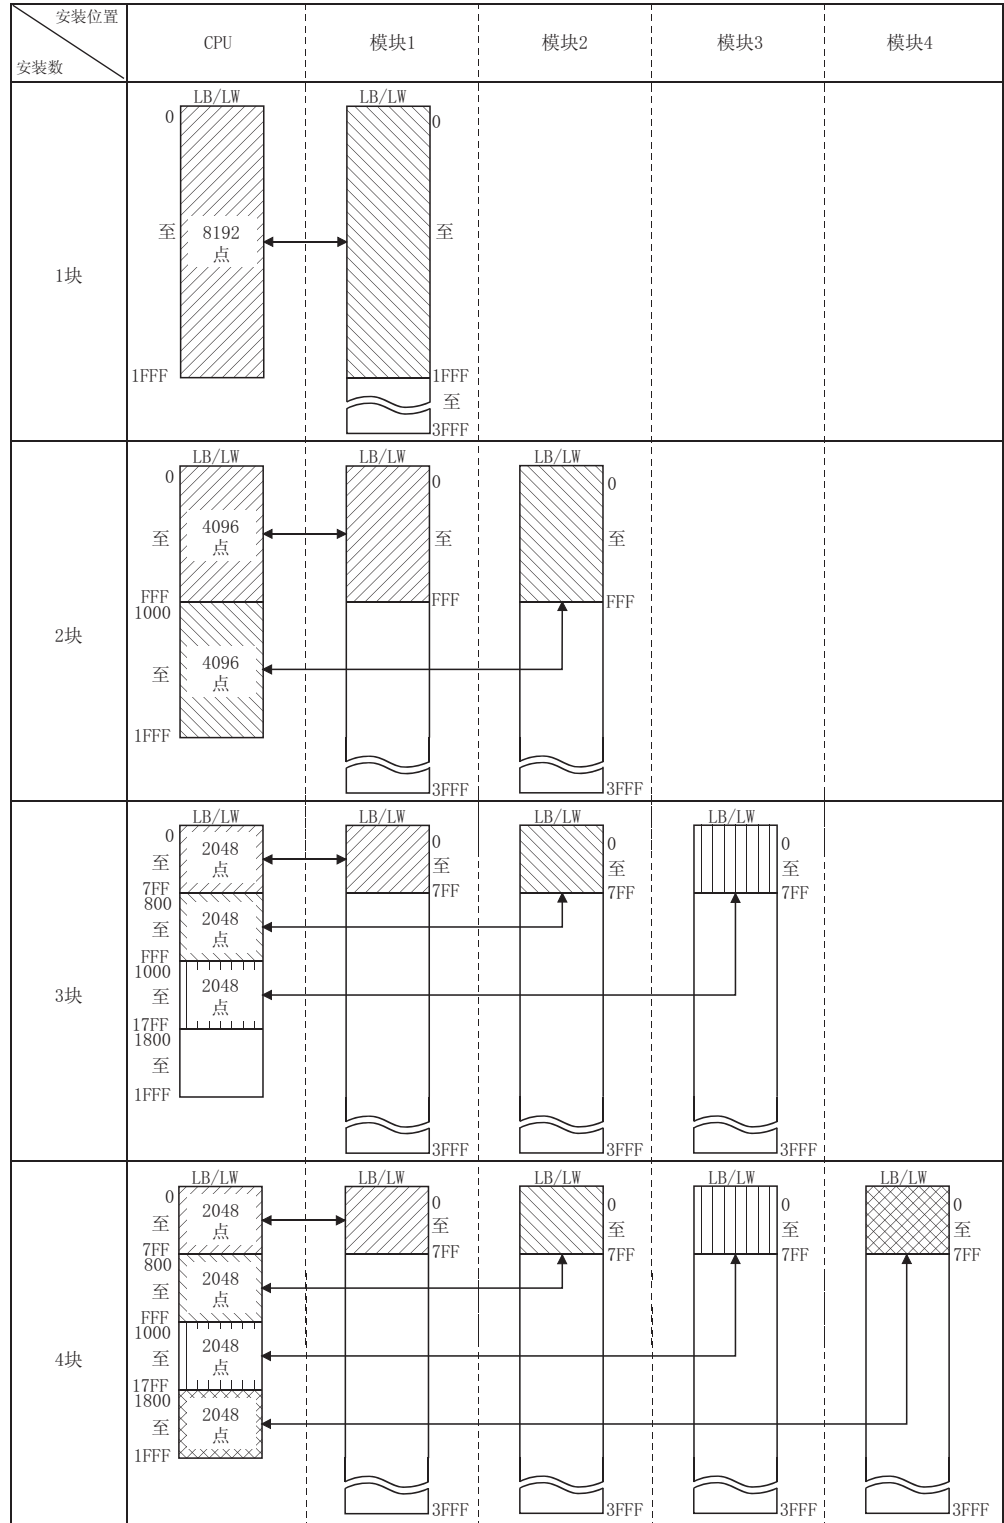 安装位置
安装数
CPU
模块1
模块2
模块3
模块4
1块
LB/LW
0
至
8192
点
1FFF
LB/LW
0
至
1FFF
至
3FFF
2块
LB/LW
0
至
4096
点
FFF
1000
至
4096
点
1FFF
LB/LW
0
至
FFF
3FFF
LB/LW
0
至
FFF
3FFF
3块
LB/LW
0
至
2048
点
7FF
800
至
2048
点
FFF
1000
至
2048
点
17FF
1800
至
1FFF
LB/LW
0
至
7FF
3FFF
LB/LW
0
至
7FF
3FFF
LB/LW
0
至
7FF
3FFF
4块
LB/LW
0
至
2048
点
7FF
800
至
2048
点
FFF
1000
至
2048
点
17FF
1800
至
2048
点
1FFF
LB/LW
0
至
7FF
3FFF
LB/LW
0
至
7FF
3FFF
LB/LW
0
至
7FF
3FFF
LB/LW
0
至
7FF
3FFF